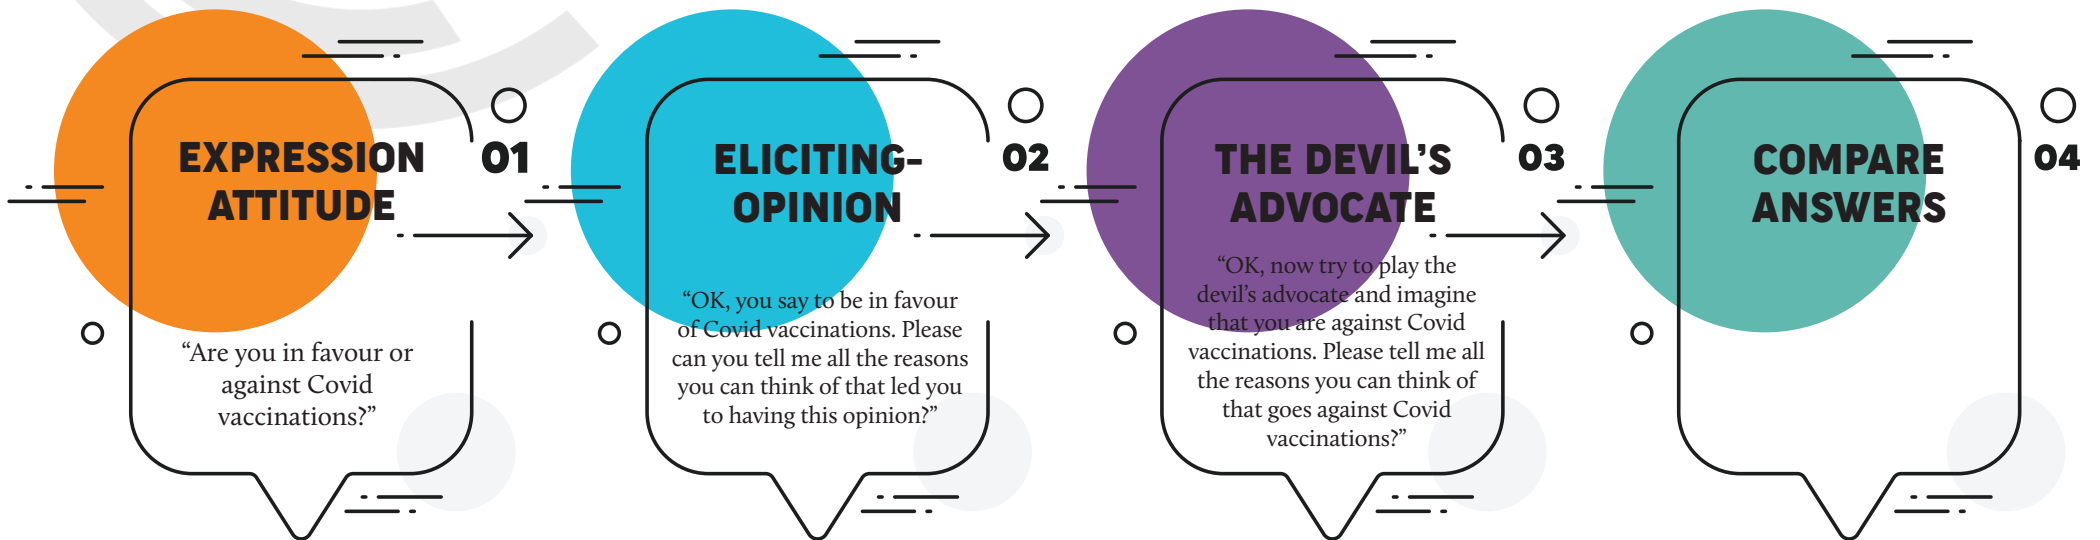 EXPRESSION
ATTITUDE
01
“Are you in favour or
against Covid
vaccinations?”
ELICITING-
OPINION
02
“OK, you say to be in favour
of Covid vaccinations. Please
can you tell me all the reasons
you can think of that led you
to having this opinion?”
THE DEVIL’S
ADVOCATE
03
“OK, now try to play the
devil’s advocate and imagine
that you are against Covid
vaccinations. Please tell me all
the reasons you can think of
that goes against Covid
vaccinations?”
COMPARE
ANSWERS
04